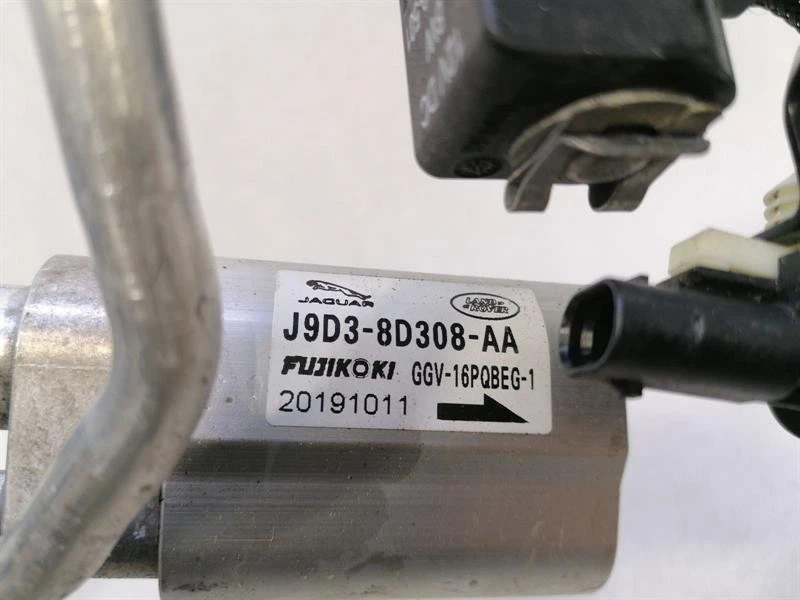 JAGUAR
LAND
ROVER
J9D3-8D308-AA
FUJIKOKI GGV-16PQBEG-1
20191011